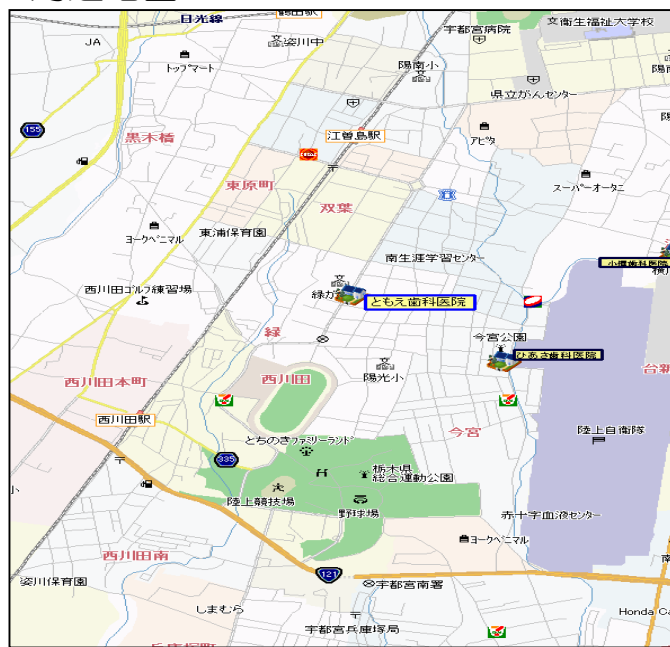 日光線
JA
姿川中
トップマート
陽南小
宇都宮病院
文衛生福祉大学校
県立がんセンター
155
黒木橋
江曽島駅
アピタ
東原町
双葉
スーパーオータニ
ヨークベニマル
東浦保育園
南生涯学習センター
西川田ゴルフ練習場
ともえ歯科医院
緑
今宮公園
ひあさ歯科医院
西川田本町
西川田
陽光小
西川田駅
今宮
陸上自衛隊
とちのきファミリーランド
335
栃木県
総合運動公園
陸上競技場
野球場
赤十字血液センター
ヨークベニマル
西川田南
姿川保育園
121
宇都宮南署
しまむら
宇都宮兵庫塚局
兵庫塚町
Honda Ca